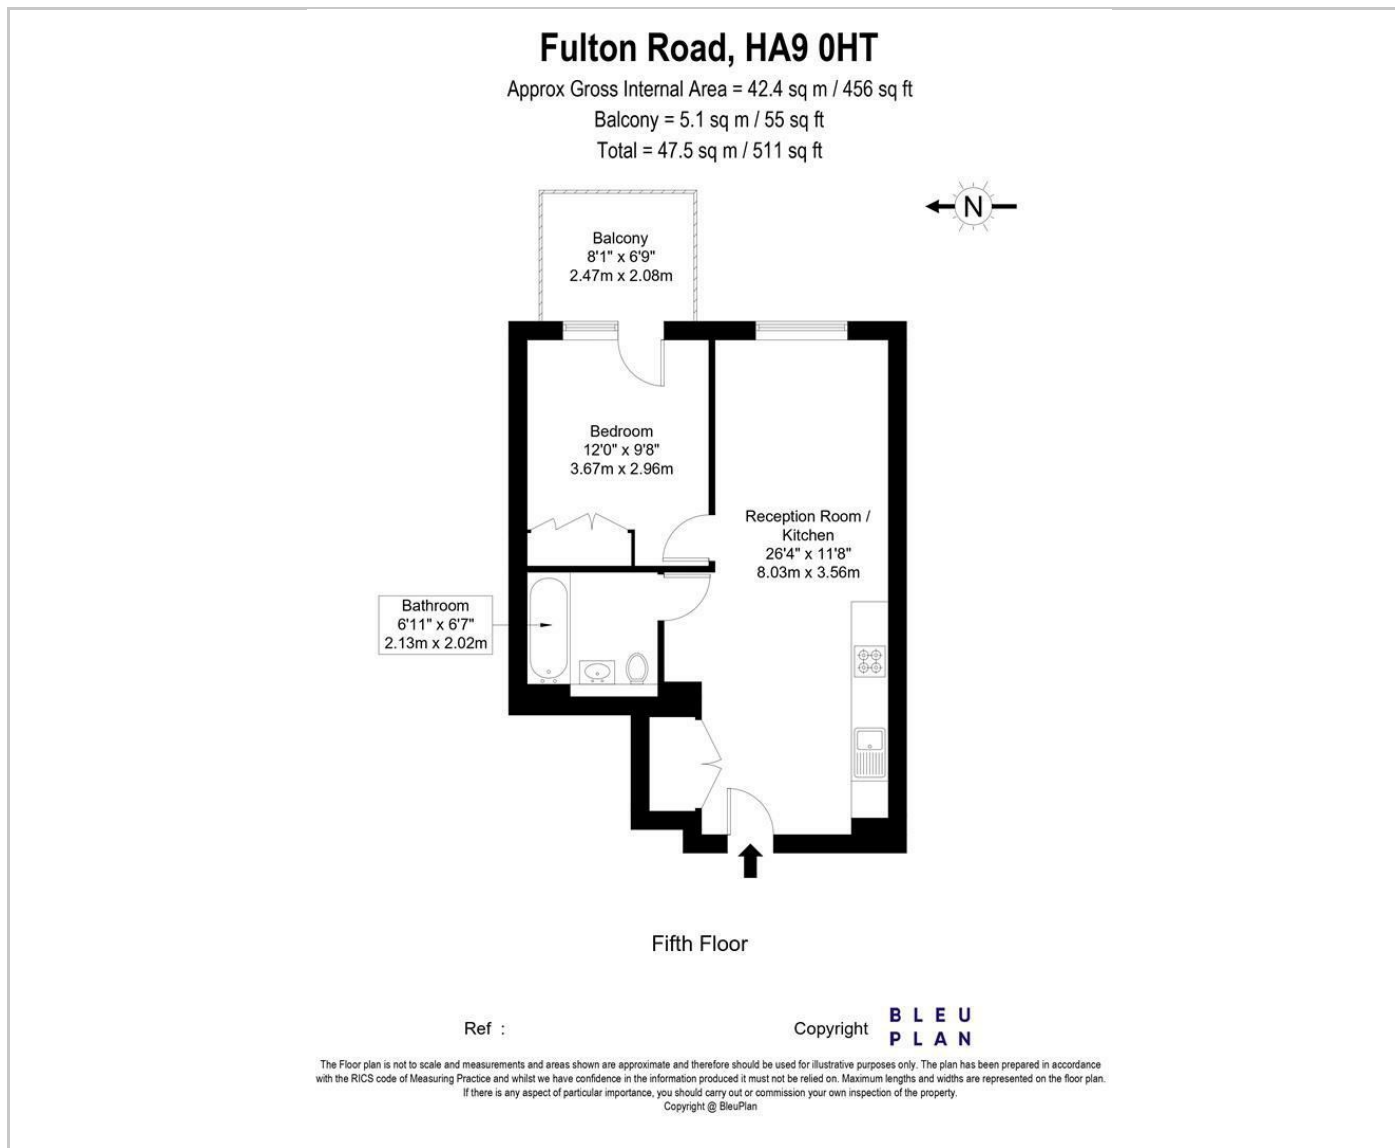 Fulton Road, HA9 0HT
Approx Gross Internal Area = 42.4 sq m / 456 sq ft
Balcony = 5.1 sq m / 55 sq ft
Total = 47.5 sq m / 511 sq ft
N
Balcony
8'1" x 6'9"
2.47m x 2.08m
Bedroom
12'0" x 9'8"
3.67m x 2.96m
Reception Room /
Kitchen
26'4" x 11'8"
8.03m x 3.56m
Bathroom
6'11" x 6'7"
2.13m x 2.02m
Fifth Floor
Ref :
Copyright
BLEU
PLAN
The Floor plan is not to scale and measurements and areas shown are approximate and therefore should be used for illustrative purposes only. The plan has been prepared in accordance
with the RICS code of Measuring Practice and whilst we have confidence in the information produced it must not be relied on. Maximum lengths and widths are represented on the floor plan.
If there is any aspect of particular importance, you should carry out or commission your own inspection of the property.
Copyright @ BleuPlan